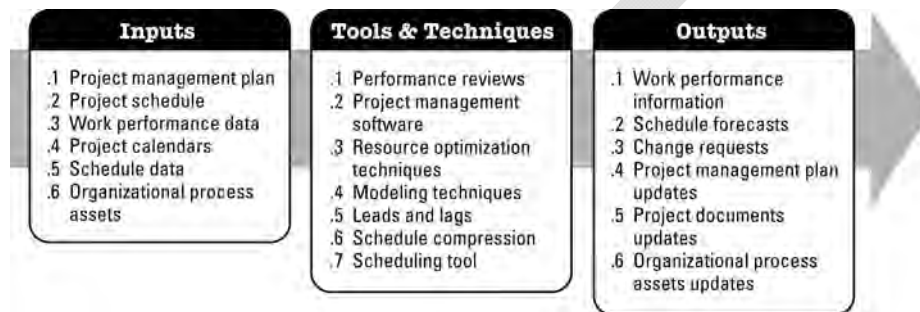 Inputs
.1 Project management plan
.2 Project schedule
.3 Work performance data
.4 Project calendars
.5 Schedule data
.6 Organizational process
assets
Tools & Techniques
.1 Performance reviews
.2 Project management
software
.3 Resource optimization
techniques
.4 Modeling techniques
.5 Leads and lags
.6 Schedule compression
.7 Scheduling tool
Outputs
.1 Work performance
information
.2 Schedule forecasts
.3 Change requests
.4 Project management plan
updates
.5 Project documents
updates
.6 Organizational process
assets updates